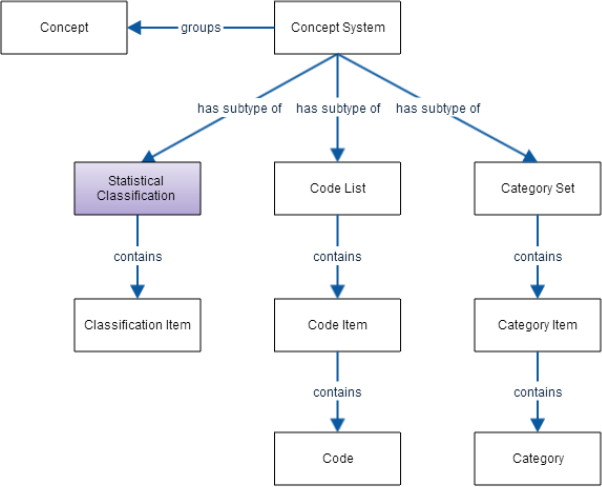 Concept
groups
Concept System
has subtype of
has subtype of
has subtype of
Statistical
Classification
Code List
Category Set
contains
contains
contains
Classification Item
Code Item
Category Item
contains
contains
Code
Category